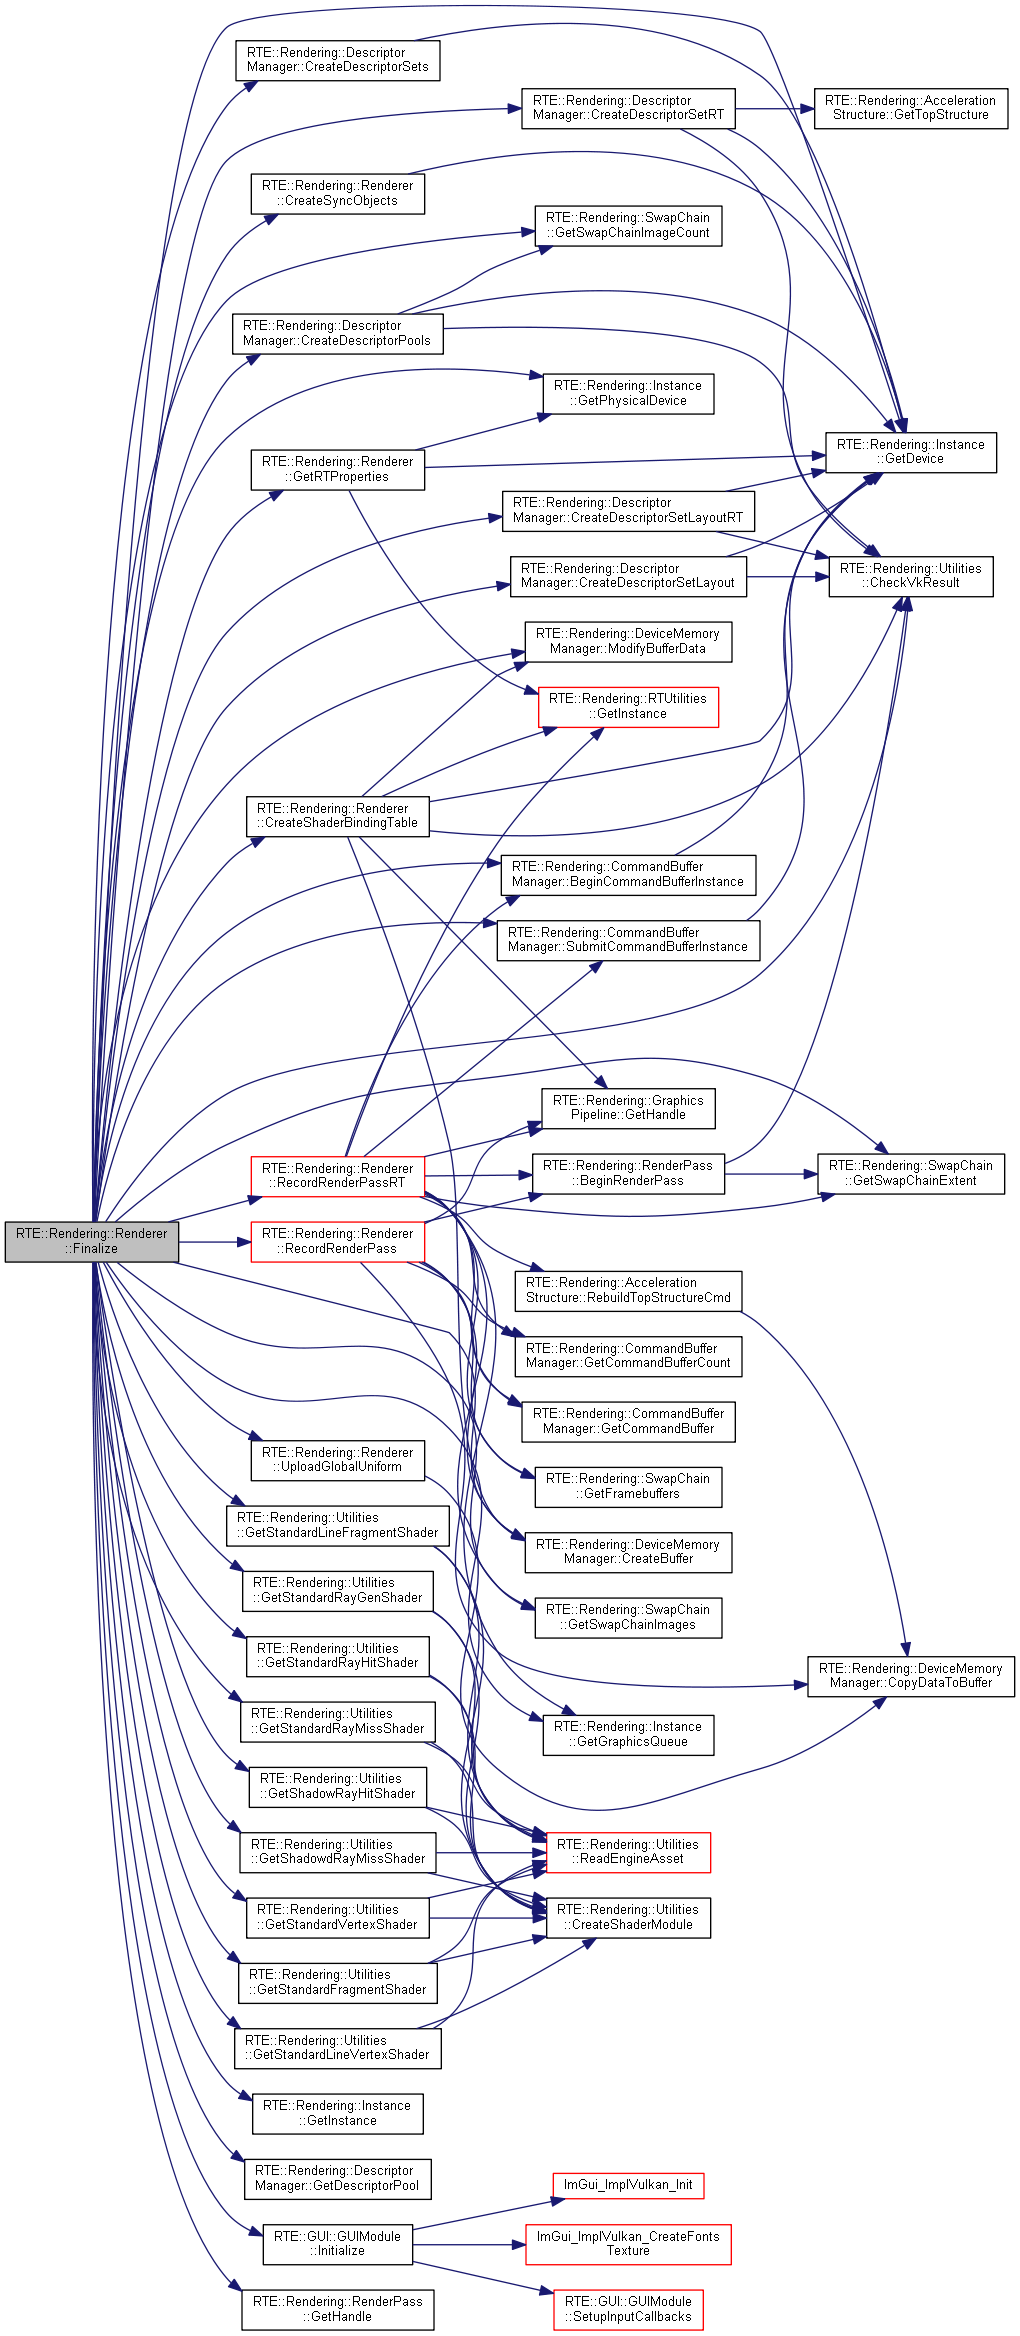 RTE::Rendering::Descriptor
Manager::CreateDescriptorSets
RTE::Rendering::Descriptor
Manager::CreateDescriptorSetRT
RTE::Rendering::Acceleration
Structure::GetTopStructure
RTE::Rendering::Renderer
::CreateSyncObjects
RTE::Rendering::SwapChain
::GetSwapChainImageCount
RTE::Rendering::Descriptor
Manager::CreateDescriptorPools
RTE::Rendering::Instance
::GetPhysicalDevice
RTE::Rendering::Instance
::GetDevice
RTE::Rendering::Renderer
::GetRTProperties
RTE::Rendering::Descriptor
Manager::CreateDescriptorSetLayoutRT
RTE::Rendering::Descriptor
Manager::CreateDescriptorSetLayout
RTE::Rendering::Utilities
::CheckVkResult
RTE::Rendering::DeviceMemory
Manager::ModifyBufferData
RTE::Rendering::RTUtilities
::GetInstance
RTE::Rendering::Renderer
::CreateShaderBindingTable
RTE::Rendering::CommandBuffer
Manager::BeginCommandBufferInstance
RTE::Rendering::CommandBuffer
Manager::SubmitCommandBufferInstance
RTE::Rendering::Graphics
Pipeline::GetHandle
RTE::Rendering::Renderer
::RecordRenderPassRT
RTE::Rendering::RenderPass
::BeginRenderPass
RTE::Rendering::SwapChain
::GetSwapChainExtent
RTE::Rendering::Renderer
::Finalize
RTE::Rendering::Renderer
::RecordRenderPass
RTE::Rendering::Acceleration
Structure::RebuildTopStructureCmd
RTE::Rendering::CommandBuffer
Manager::GetCommandBufferCount
RTE::Rendering::CommandBuffer
Manager::GetCommandBuffer
RTE::Rendering::Renderer
::UploadGlobalUniform
RTE::Rendering::SwapChain
::GetFramebuffers
RTE::Rendering::Utilities
::GetStandardLineFragmentShader
RTE::Rendering::DeviceMemory
Manager::CreateBuffer
RTE::Rendering::Utilities
::GetStandardRayGenShader
RTE::Rendering::SwapChain
::GetSwapChainImages
RTE::Rendering::Utilities
::GetStandardRayHitShader
RTE::Rendering::DeviceMemory
Manager::CopyDataToBuffer
RTE::Rendering::Utilities
::GetStandardRayMissShader
RTE::Rendering::Instance
::GetGraphicsQueue
RTE::Rendering::Utilities
::GetShadowRayHitShader
RTE::Rendering::Utilities
::GetShadowdRayMissShader
RTE::Rendering::Utilities
::ReadEngineAsset
RTE::Rendering::Utilities
::GetStandardVertexShader
RTE::Rendering::Utilities
::CreateShaderModule
RTE::Rendering::Utilities
::GetStandardFragmentShader
RTE::Rendering::Utilities
::GetStandardLineVertexShader
RTE::Rendering::Instance
::GetInstance
RTE::Rendering::Descriptor
Manager::GetDescriptorPool
ImGui_ImplVulkan_Init
RTE::GUI::GUIModule
::Initialize
ImGui_ImplVulkan_CreateFonts
Texture
RTE::Rendering::RenderPass
::GetHandle
RTE::GUI::GUIModule
::SetupInputCallbacks